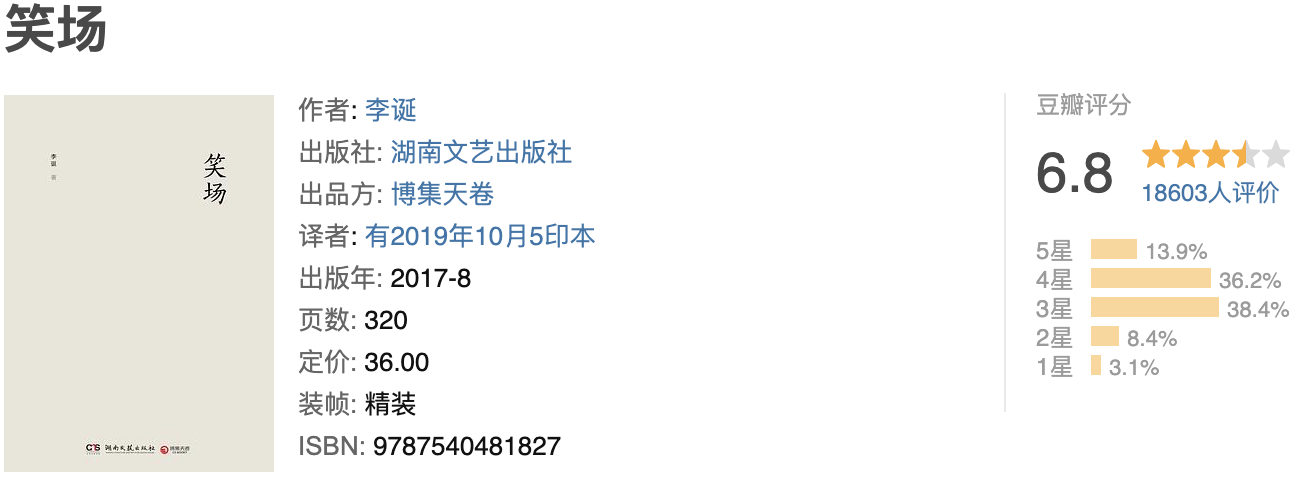 笑场
李诞 著
笑场
湖南文艺出版社
博集天卷
作者: 李诞
出版社: 湖南文艺出版社
出品方: 博集天卷
译者: 有2019年10月5印本
出版年: 2017-8
页数: 320
定价: 36.00
装帧: 精装
ISBN: 9787540481827
豆瓣评分
6.8
18603人评价
5星 13.9%
4星 36.2%
3星 38.4%
2星 8.4%
1星 3.1%